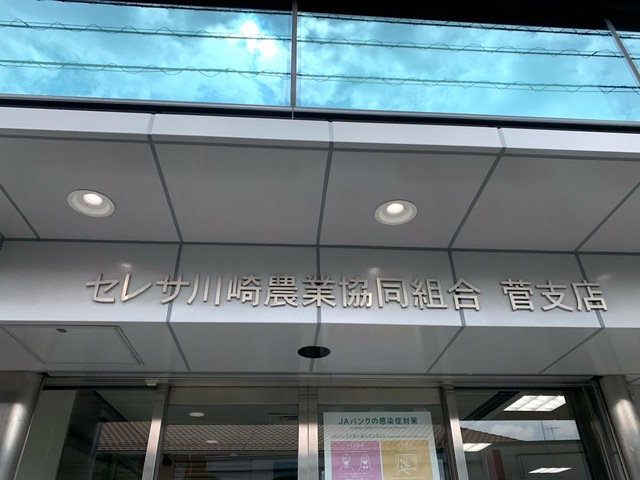 セレサ川崎農業協同組合 菅支店
JAバンクの感染症対策